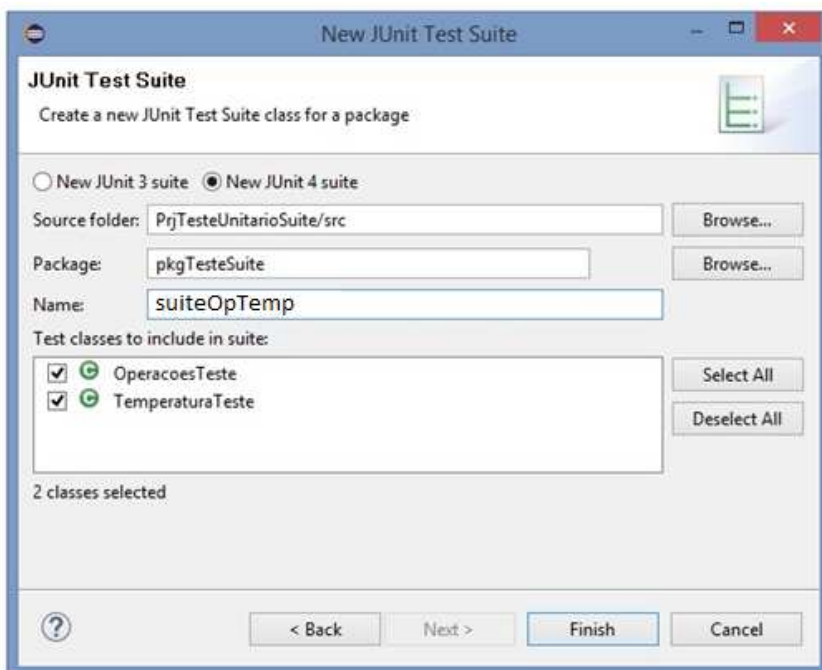 New JUnit Test Suite
JUnit Test Suite
Create a new JUnit Test Suite class for a package
New JUnit 3 suite New JUnit 4 suite
Source folder: PrjTesteUnitarioSuite/src Browse...
Package: pkgTesteSuite Browse...
Name: suiteOpTemp
Test classes to include in suite:
OperacoesTeste Select All
TemperaturaTeste
Deselect All
2 classes selected
? < Back Next > Finish Cancel